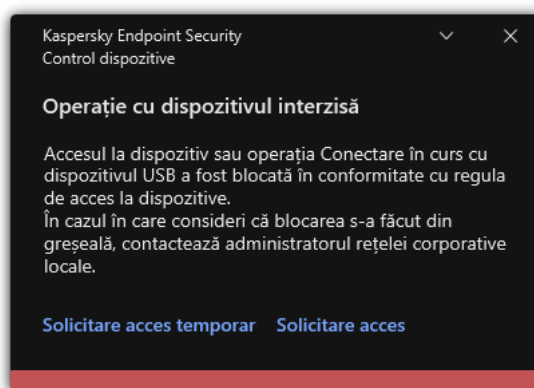 Kaspersky Endpoint Security
Control dispozitive
Operație cu dispozitivul interzisă
Accesul la dispozitiv sau operația Conectare în curs cu
dispozitivul USB a fost blocată în conformitate cu regula
de acces la dispozitive.
În cazul în care consideri că blocarea s-a făcut din
greșeală, contactează administratorul rețelei corporative
locale.
Solicitare acces temporar Solicitare acces